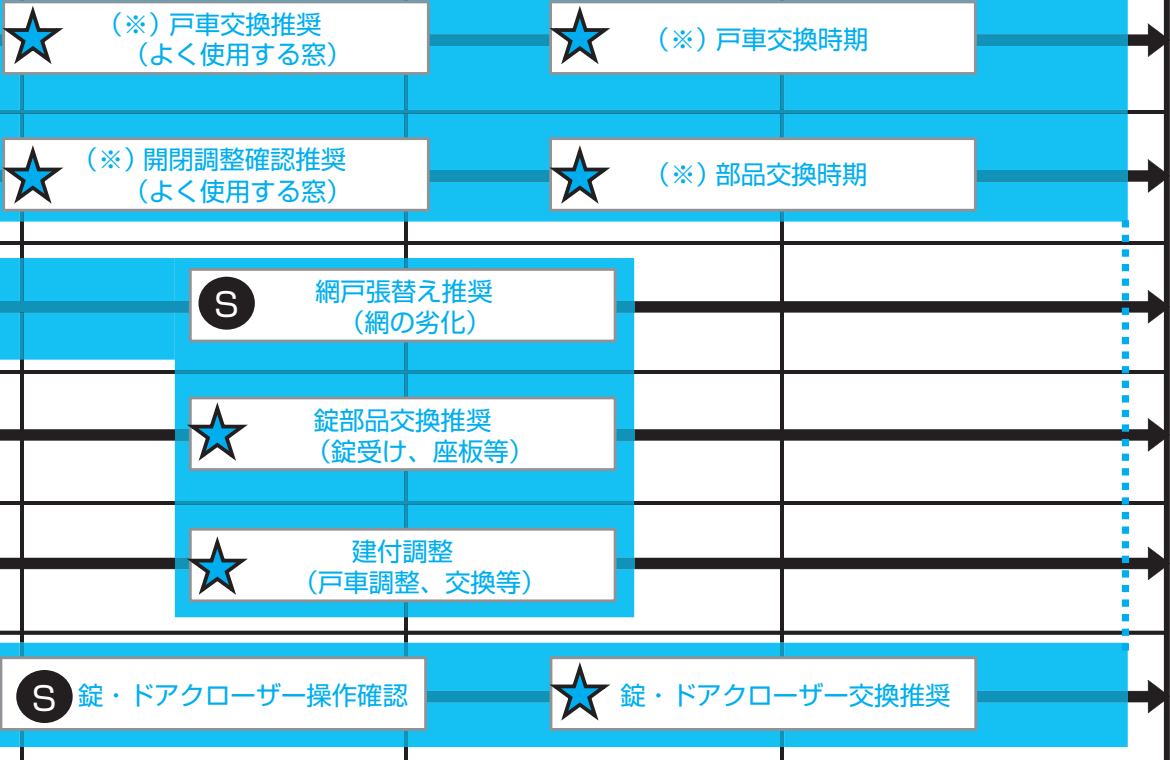 (※)戸車交換推奨
(よく使用する窓)
(※)戸車交換時期
(※)開閉調整確認推奨
(よく使用する窓)
(※)部品交換時期
S
網戸張替え推奨
(網の劣化)
錠部品交換推奨
(錠受け、座板等)
建付調整
(戸車調整、交換等)
S 錠・ドアクローザー操作確認
錠・ドアクローザー交換推奨